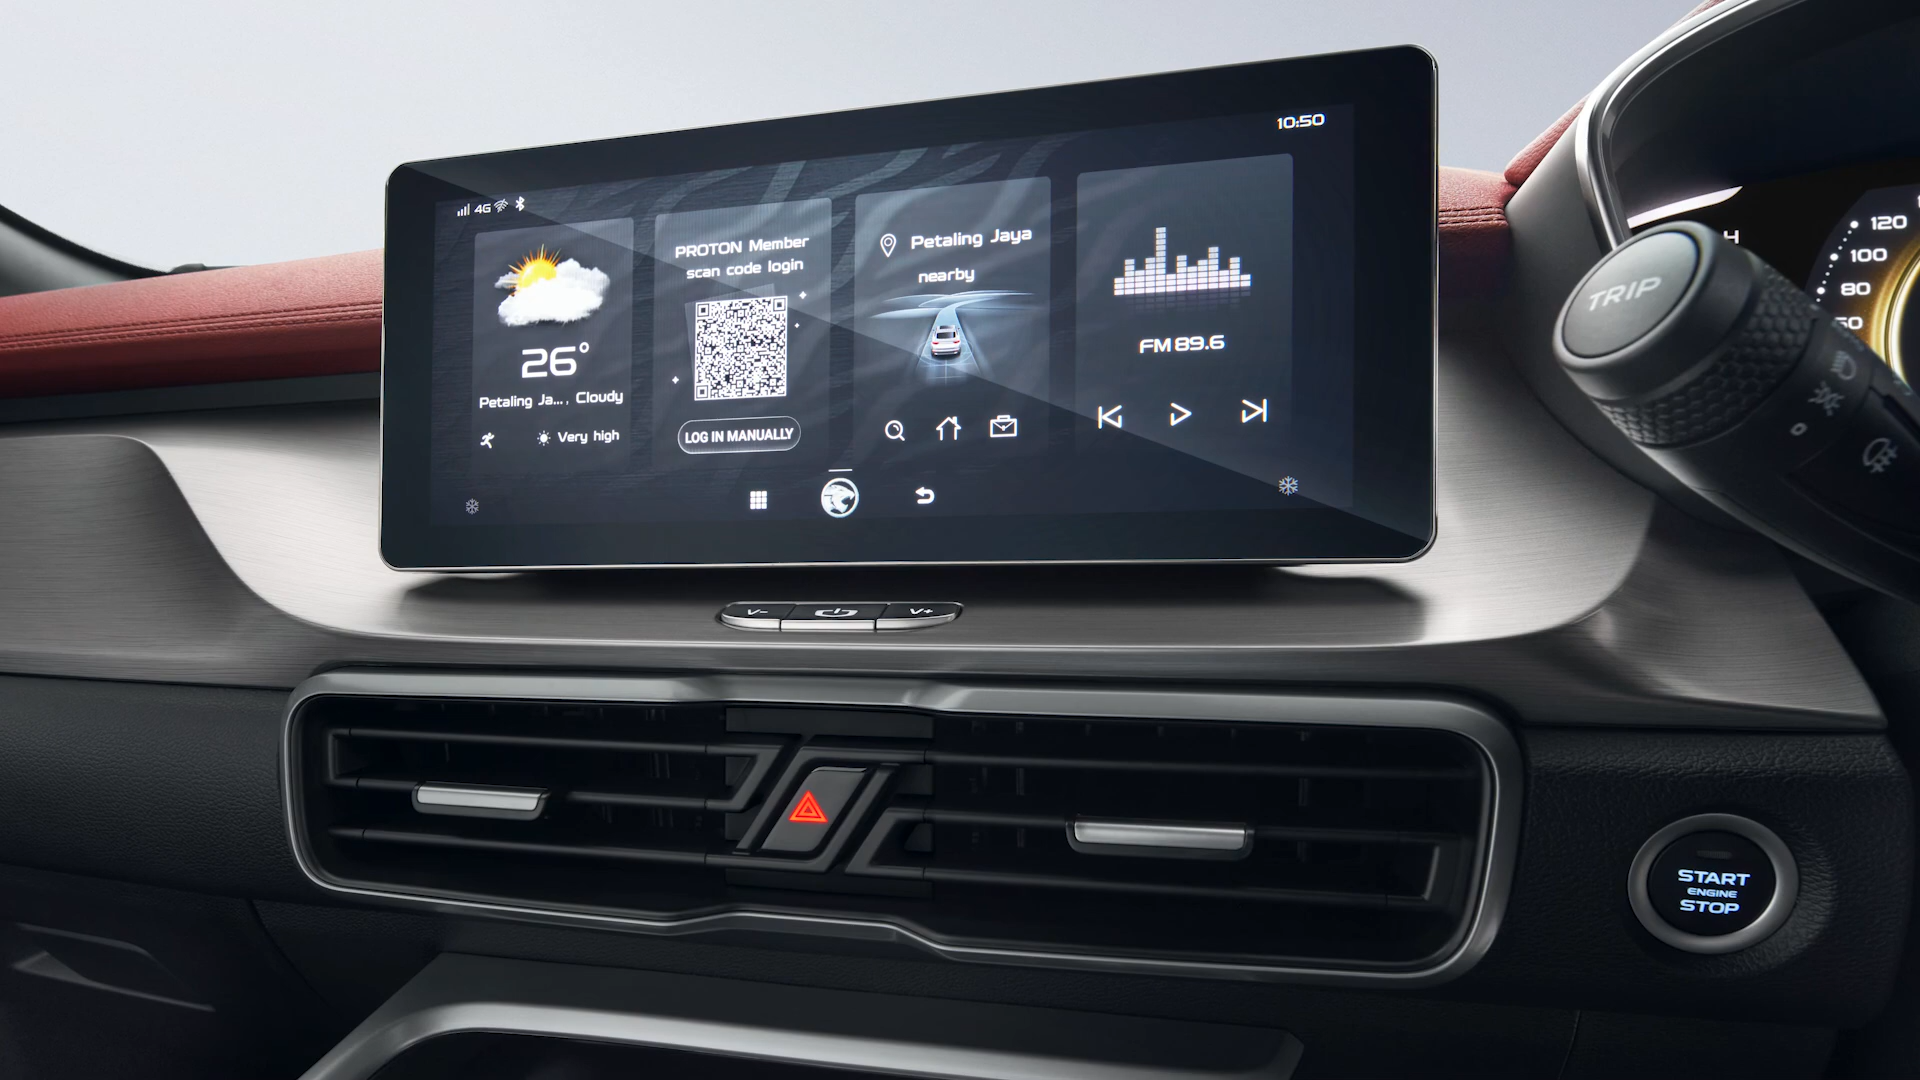 10:50
4G
26°
Petaling Ja..., Cloudy
Very high
PROTON Member
scan code login
LOG IN MANUALLY
Petaling Jaya
nearby
FM 89.6
V-
V+
TRIP
120
100
80
START
ENGINE
STOP